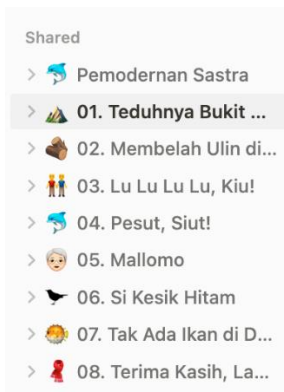 Shared
Pemodernan Sastra
01. Teduhnya Bukit ...
02. Membelah Ulin di...
03. Lu Lu Lu Lu, Kiu!
04. Pesut, Siut!
05. Mallomo
06. Si Kesik Hitam
07. Tak Ada Ikan di D...
08. Terima Kasih, La...